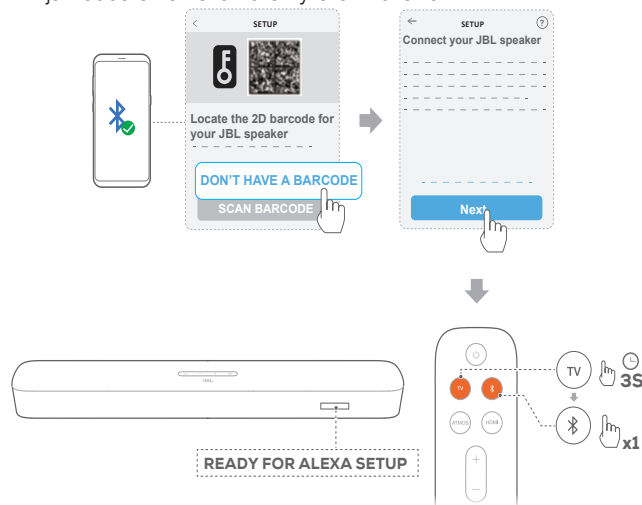 SETUP
Locate the 2D barcode for
your JBL speaker
DON'T HAVE A BARCODE
SCAN BARCODE
SETUP
?
Connect your JBL speaker
Next
JBL
READY FOR ALEXA SETUP
TV
ATMOS
HDMI
+
−
TV
3S
x1